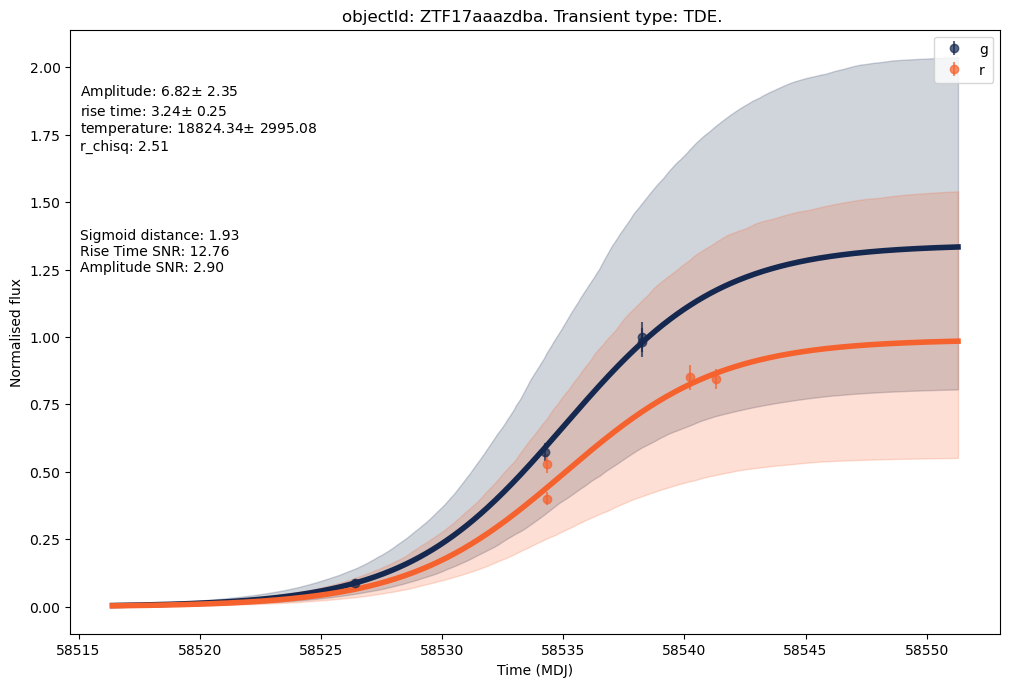 objectId: ZTF17aaazdba. Transient type: TDE.
g
r
Amplitude: 6.82± 2.35
rise time: 3.24± 0.25
temperature: 18824.34± 2995.08
r_chisq: 2.51
Sigmoid distance: 1.93
Rise Time SNR: 12.76
Amplitude SNR: 2.90
Normalised flux
2.00
1.75
1.50
1.25
1.00
0.75
0.50
0.25
0.00
58515 58520 58525 58530 58535 58540 58545 58550
Time (MDJ)